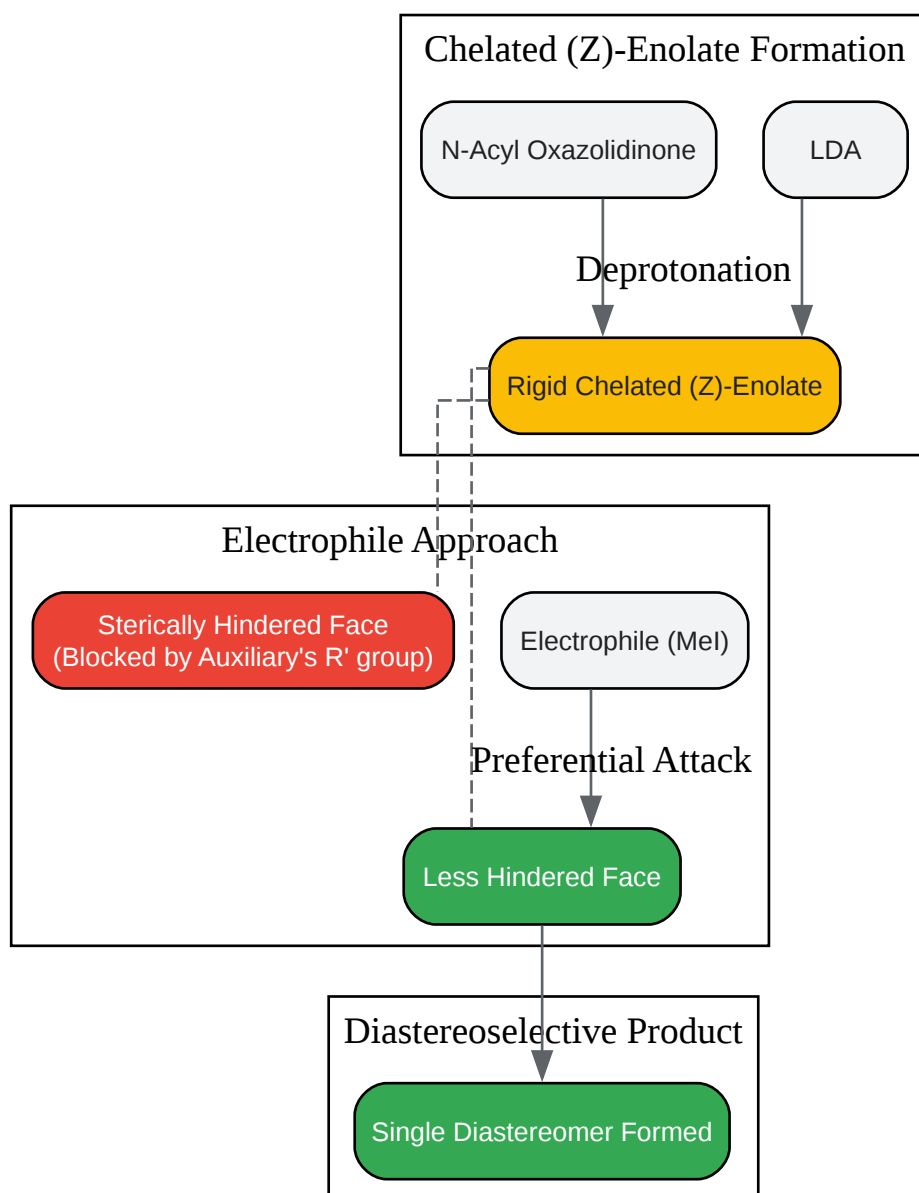 Chelated (Z)-Enolate Formation
N-Acyl Oxazolidinone
LDA
Deprotonation
Rigid Chelated (Z)-Enolate
Electrophile Approach
Sterically Hindered Face
(Blocked by Auxiliary's R' group)
Electrophile (MeI)
Preferential Attack
Less Hindered Face
Diastereoselective Product
Single Diastereomer Formed